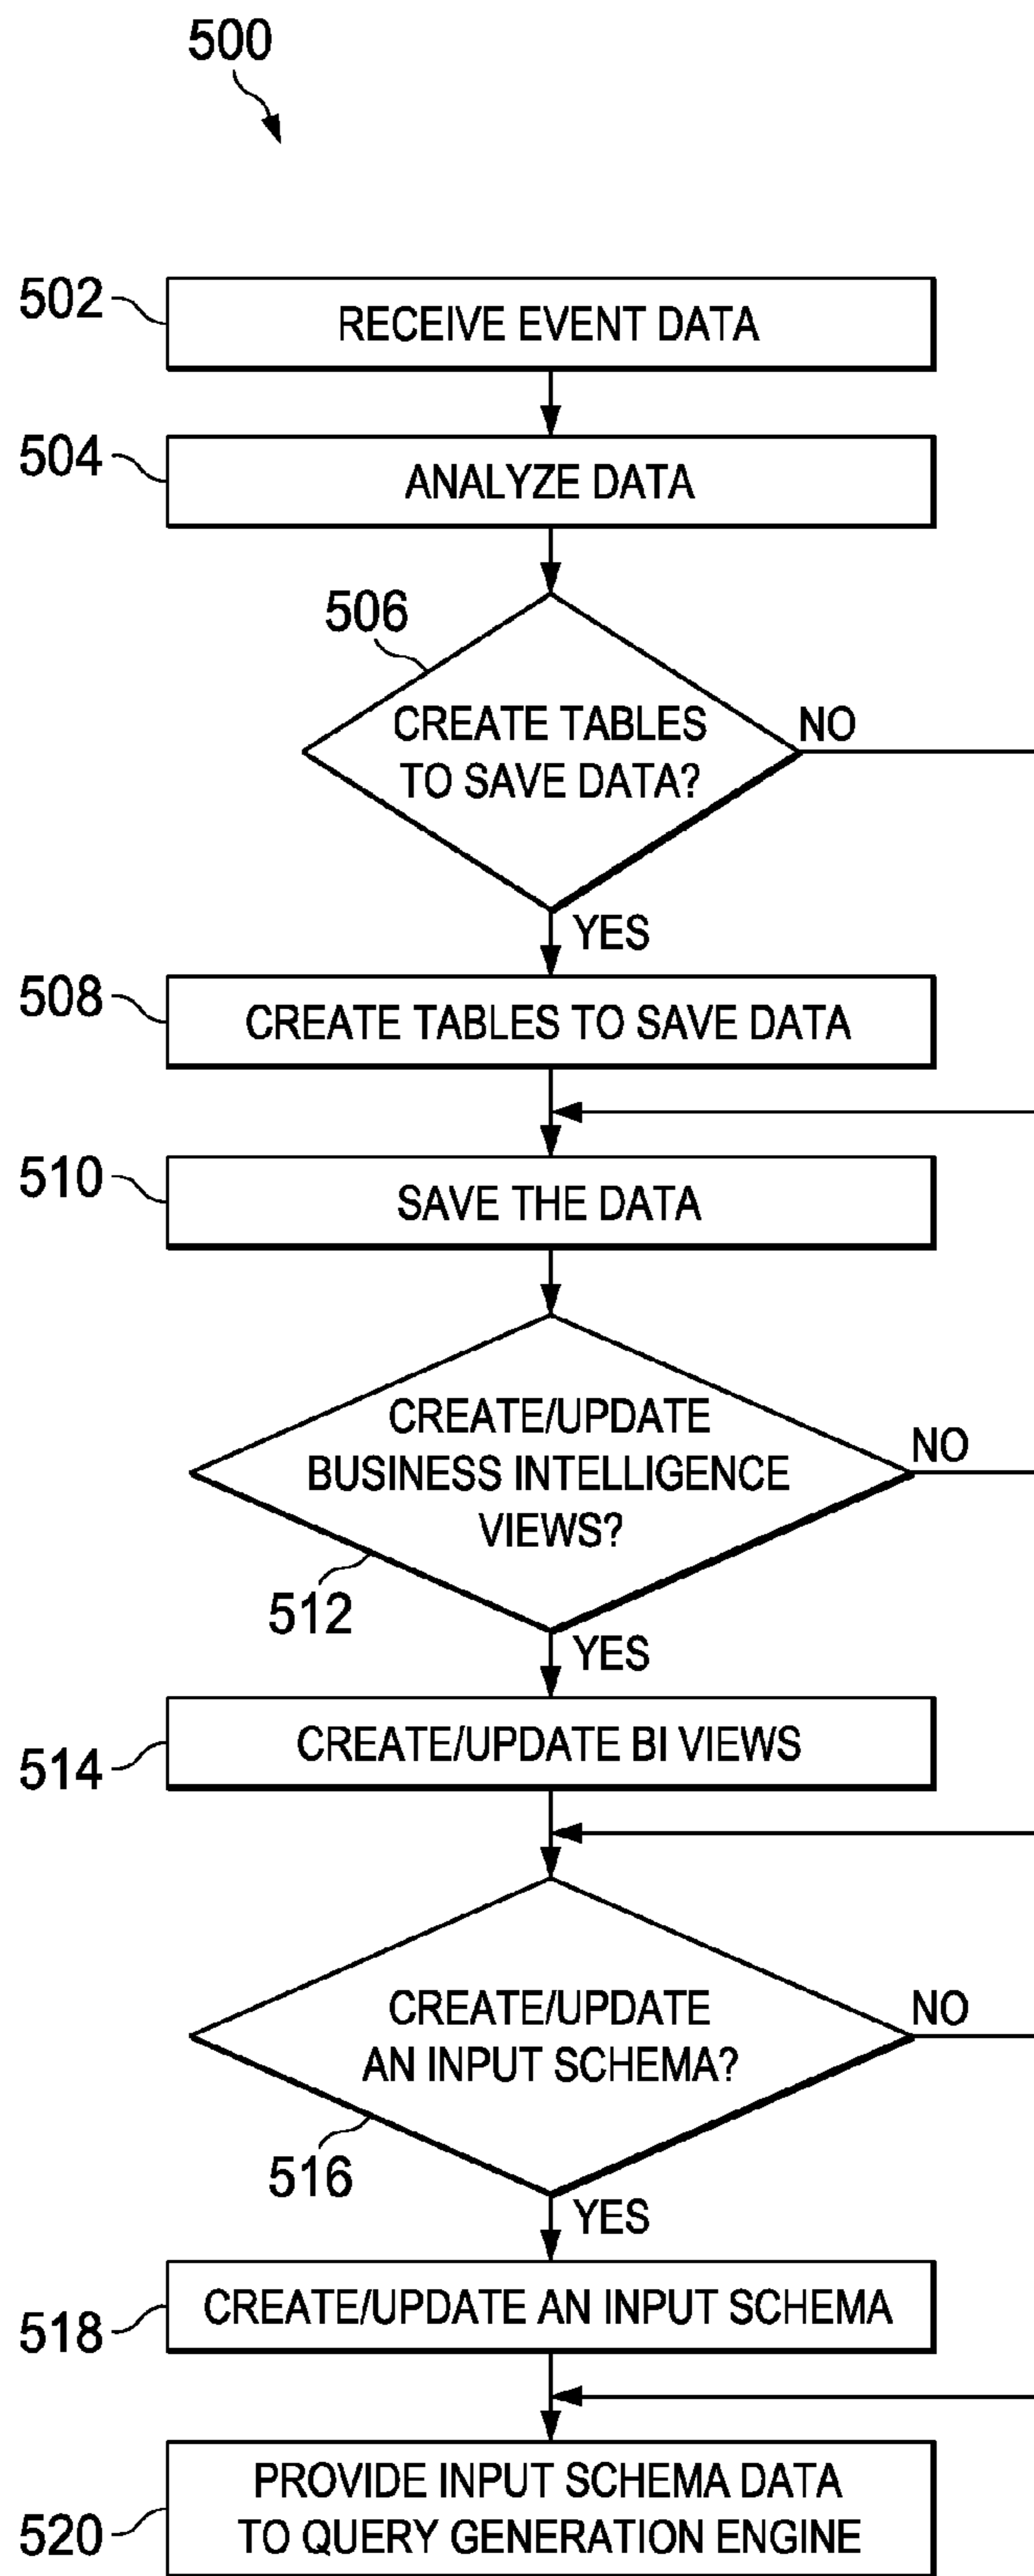 500
502
RECEIVE EVENT DATA
504
ANALYZE DATA
506
CREATE TABLES
TO SAVE DATA?
NO
YES
508
CREATE TABLES TO SAVE DATA
510
SAVE THE DATA
CREATE/UPDATE
BUSINESS INTELLIGENCE
VIEWS?
NO
512
YES
514
CREATE/UPDATE BI VIEWS
CREATE/UPDATE
AN INPUT SCHEMA?
NO
516
YES
518
CREATE/UPDATE AN INPUT SCHEMA
520
PROVIDE INPUT SCHEMA DATA
TO QUERY GENERATION ENGINE